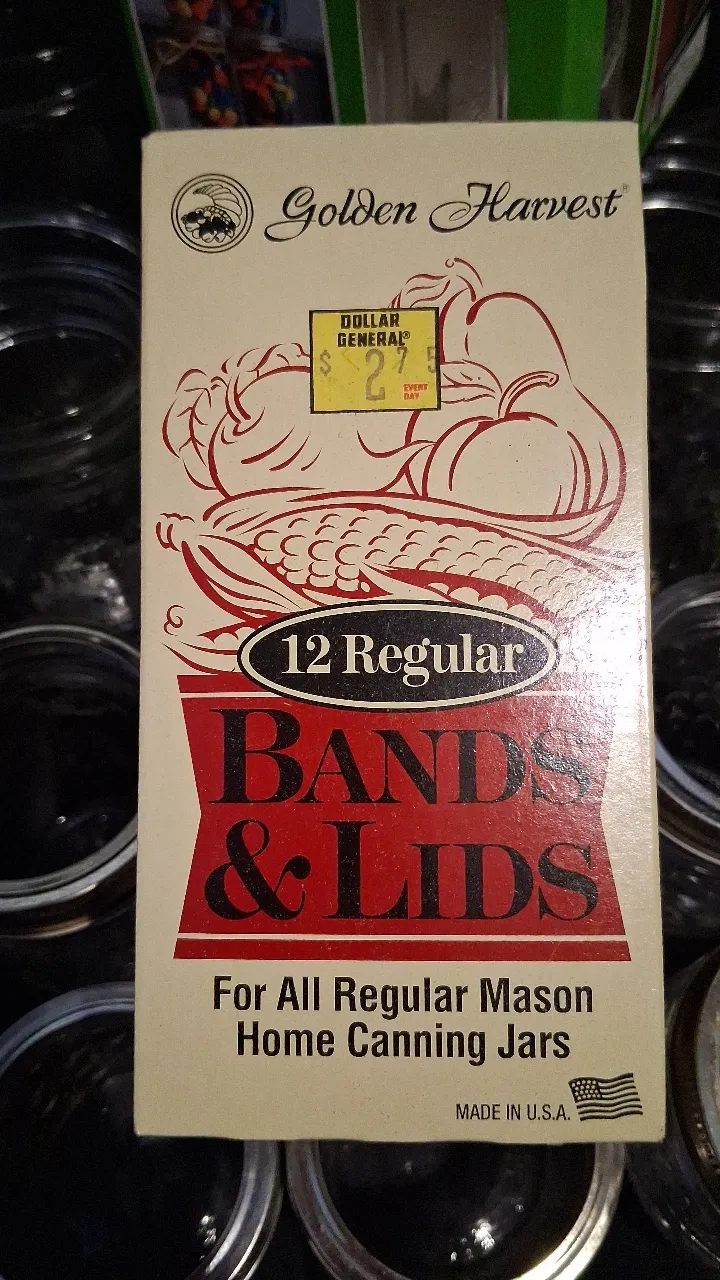 Golden Harvest®
DOLLAR
GENERAL®
$ 2 75
EVERY
DAY
12 Regular
BANDS
& LIDS
For All Regular Mason
Home Canning Jars
MADE IN U.S.A.